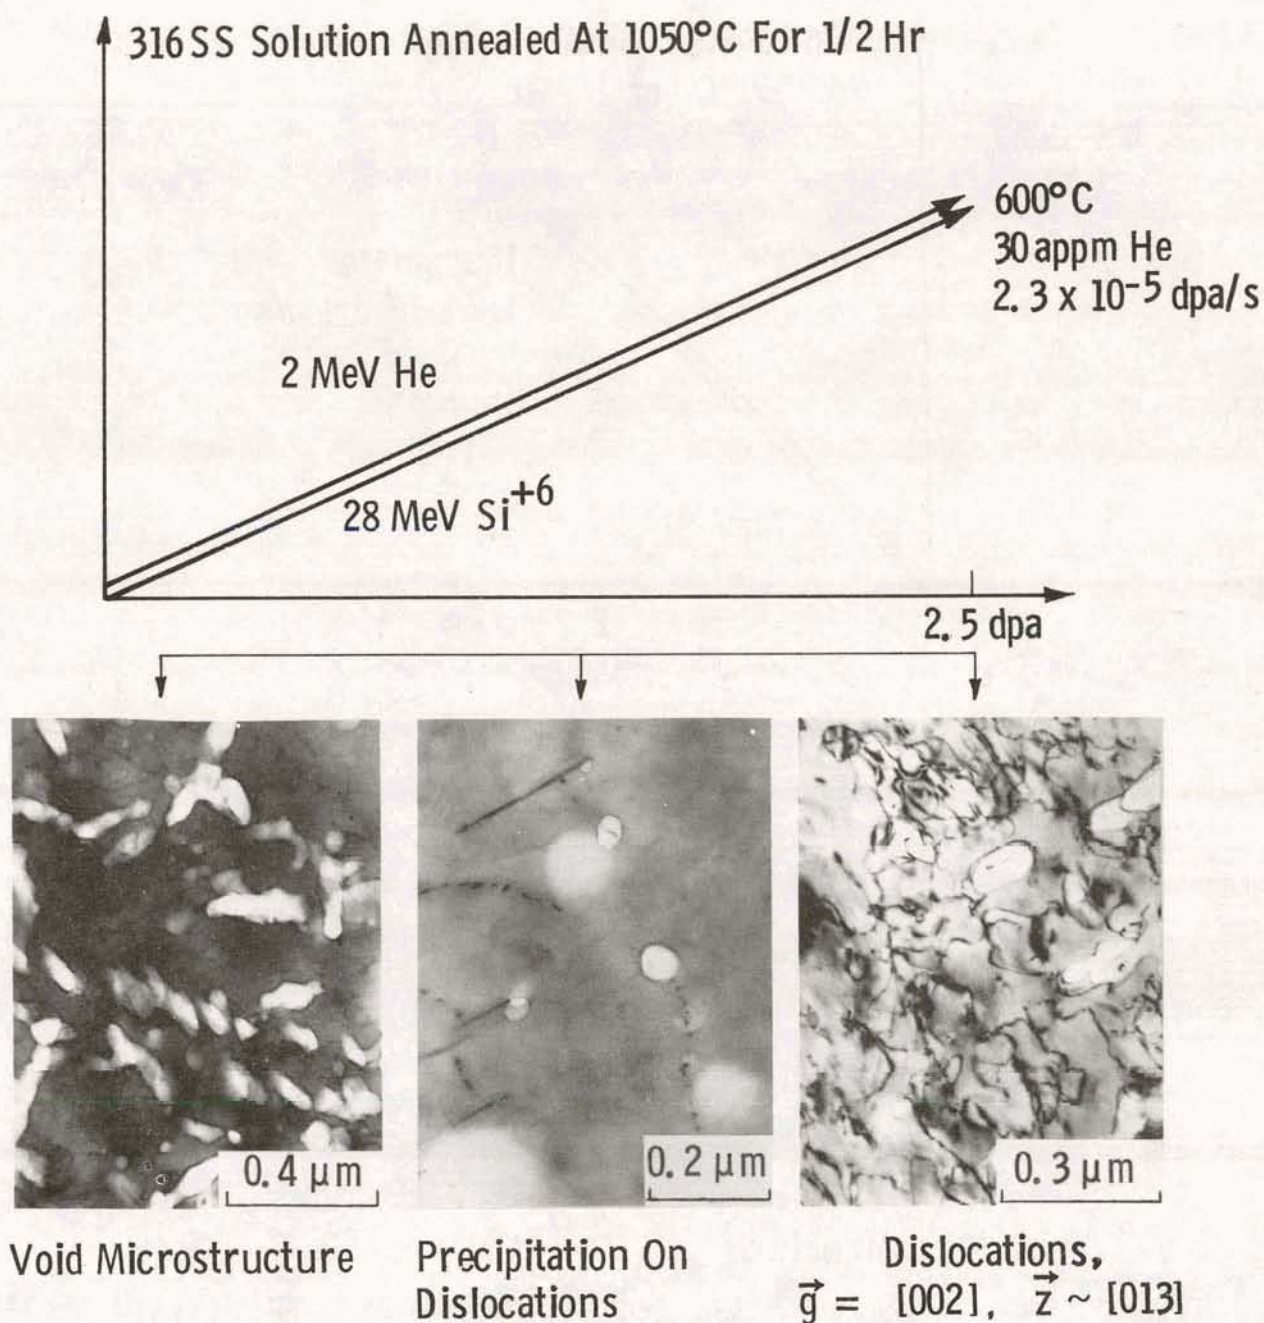 316SS Solution Annealed At 1050°C For 1/2 Hr
600°C
30 appm He
2.3 x 10⁻⁵ dpa/s
2 MeV He
28 MeV Si⁺⁶
2.5 dpa
0.4 μm
0.2 μm
0.3 μm
Void Microstructure
Precipitation On
Dislocations
Dislocations,
g⃗ = [002], z⃗ ~ [013]